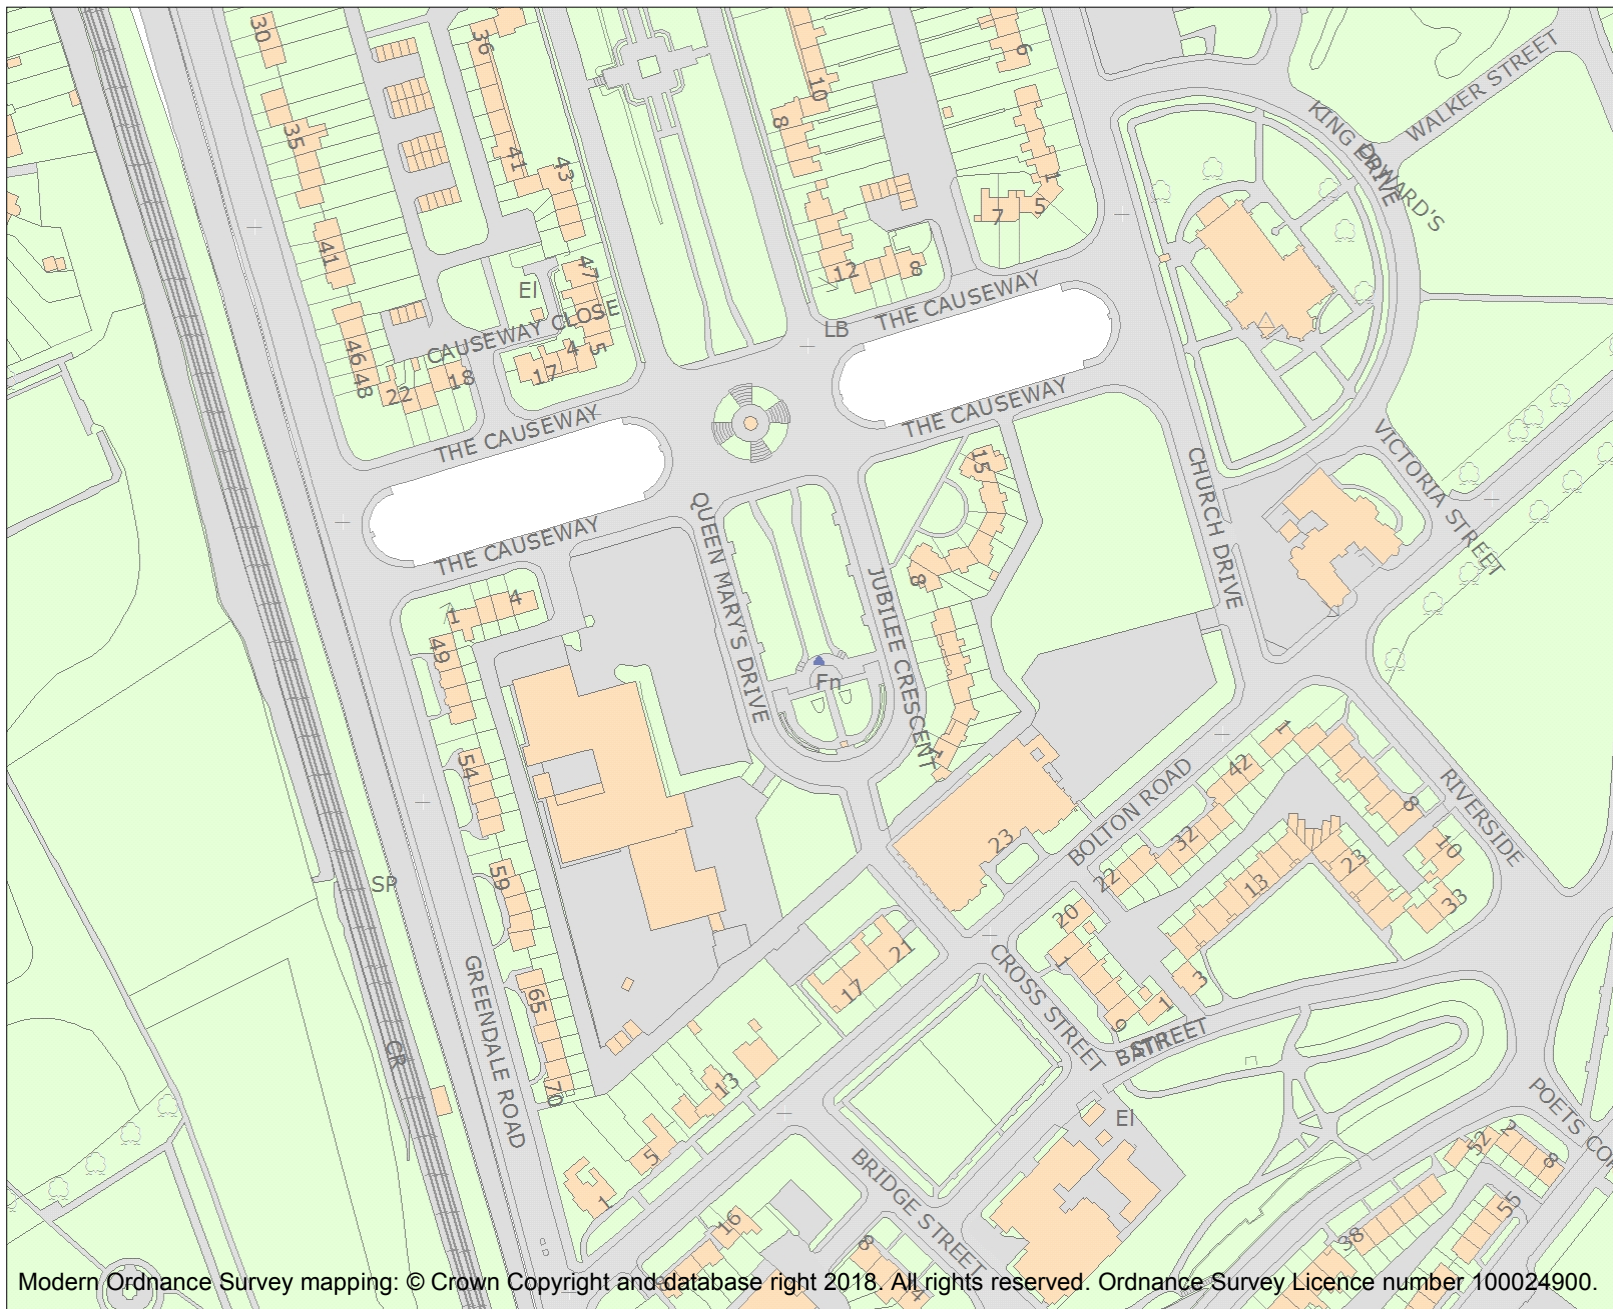 30
36
10
6
WALKER STREET
KING EDWARD'S
DRIVE
8
35
41
43
1
5
7
41
47
El
12
8
THE CAUSEWAY
LB
CAUSEWAY CLOSE
46
48
22
18
17
4
5
THE CAUSEWAY
THE CAUSEWAY
VICTORIA STREET
15
CHURCH DRIVE
QUEEN MARY'S DRIVE
THE CAUSEWAY
8
JUBILEE CRESCENT
1
4
49
Fn
54
1
1
42
BOLTON ROAD
RIVERSIDE
8
23
32
10
22
23
13
33
59
SP
20
21
17
1
CROSS STREET
3
1
9
BATH
STREET
65
GREENDALE ROAD
CR
70
13
5
1
El
BRIDGE STREET
POETS COR
52
2
8
55
38
16
8
14
Modern Ordnance Survey mapping: © Crown Copyright and database right 2018. All rights reserved. Ordnance Survey Licence number 100024900.